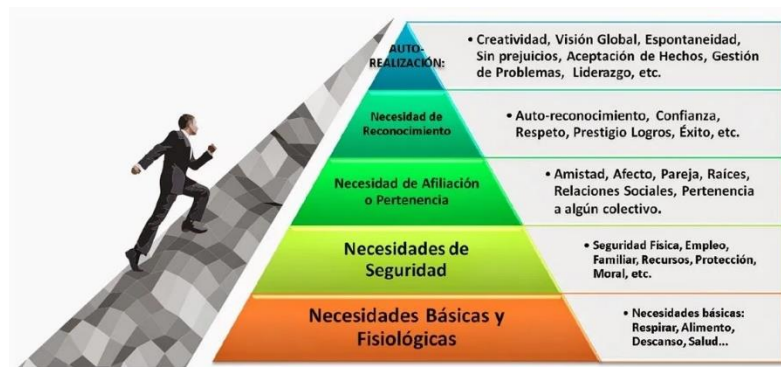 AUTO-
REALIZACIÓN:
• Creatividad, Visión Global, Espontaneidad,
Sin prejuicios, Aceptación de Hechos, Gestión
de Problemas, Liderazgo, etc.
Necesidad de
Reconocimiento
• Auto-reconocimiento, Confianza,
Respeto, Prestigio Logros, Éxito, etc.
Necesidad de Afiliación
o Pertenencia
• Amistad, Afecto, Pareja, Raíces,
Relaciones Sociales, Pertenencia
a algún colectivo.
Necesidades de
Seguridad
• Seguridad Física, Empleo,
Familiar, Recursos, Protección,
Moral, etc.
Necesidades Básicas y
Fisiológicas
• Necesidades básicas:
Respirar, Alimento,
Descanso, Salud...